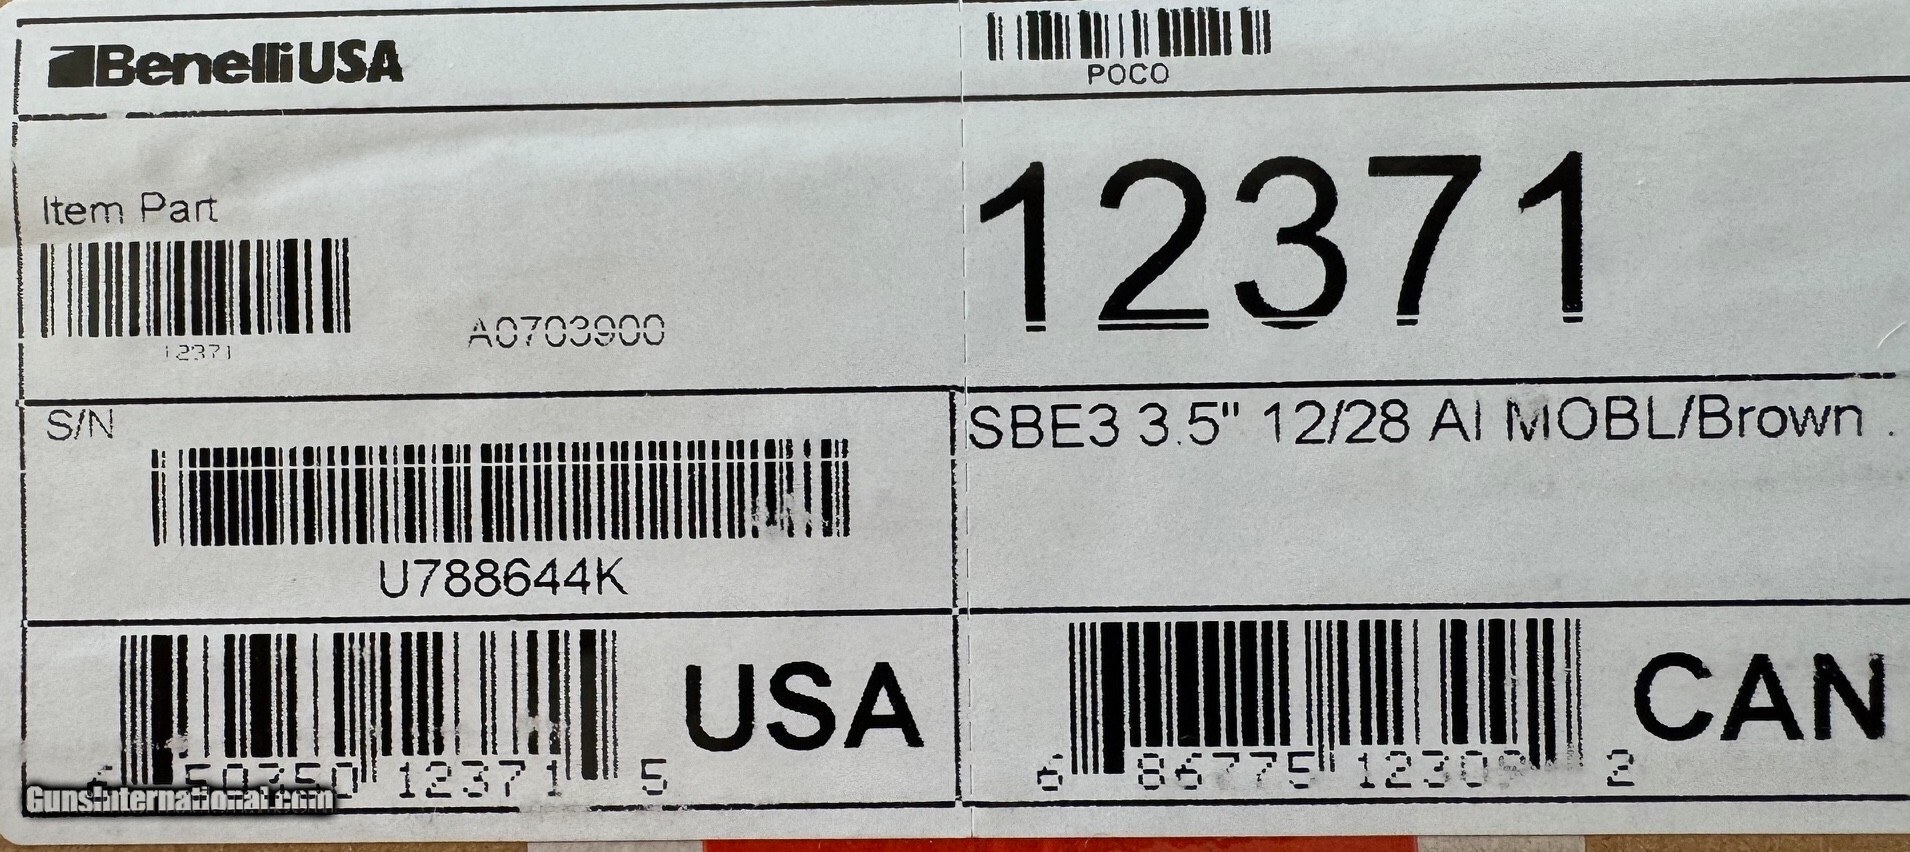 BenelliUSA
POCO
Item Part
12371
12371
A0703900
S/N
SBE3 3.5" 12/28 AI MOBL/Brown .
U788644K
USA
CAN
12371 5
6 86775
2
GunsInternational.com